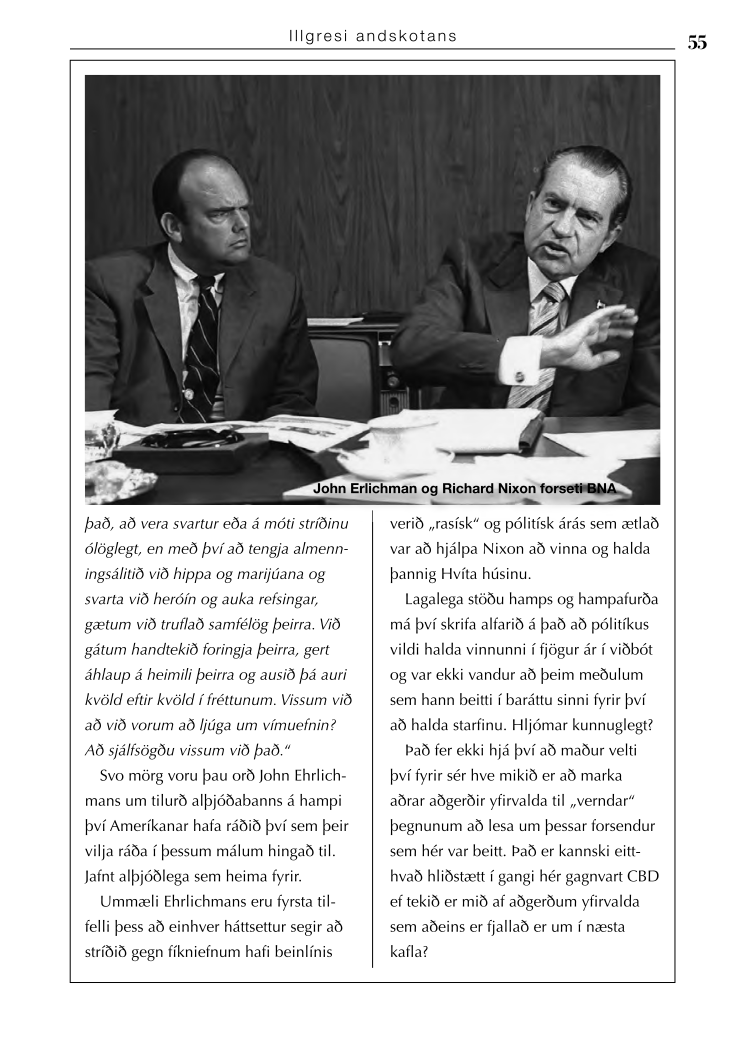 Illgresi andskotans
55
John Erlichman og Richard Nixon forseti BNA
það, að vera svartur eða á móti stríðinu
ólöglegt, en með því að tengja almenn-
ingsálitið við hippa og marijúana og
svarta við heróín og auka refsingar,
gætum við truflað samfélög þeirra. Við
gátum handtekið foringja þeirra, gert
áhlaup á heimili þeirra og ausið þá auri
kvöld eftir kvöld í fréttunum. Vissum við
að við vorum að ljúga um vímuefnin?
Að sjálfsögðu vissum við það.“
Svo mörg voru þau orð John Ehrlich-
mans um tilurð alþjóðabanns á hampi
því Ameríkanar hafa ráðið því sem þeir
vilja ráða í þessum málum hingað til.
Jafnt alþjóðlega sem heima fyrir.
Ummæli Ehrlichmans eru fyrsta til-
felli þess að einhver háttsettur segir að
stríðið gegn fíkniefnum hafi beinlínis
verið „rasísk“ og pólitísk árás sem ætlað
var að hjálpa Nixon að vinna og halda
þannig Hvíta húsinu.
Lagalega stöðu hamps og hampafurða
má því skrifa alfarið á það að pólitíkus
vildi halda vinnunni í fjögur ár í viðbót
og var ekki vandur að þeim meðulum
sem hann beitti í baráttu sinni fyrir því
að halda starfinu. Hljómar kunnuglegt?
Það fer ekki hjá því að maður velti
því fyrir sér hve mikið er að marka
aðrar aðgerðir yfirvalda til „verndar“
þegnunum að lesa um þessar forsendur
sem hér var beitt. Það er kannski eitt-
hvað hliðstætt í gangi hér gagnvart CBD
ef tekið er mið af aðgerðum yfirvalda
sem aðeins er fjallað er um í næsta
kafla?